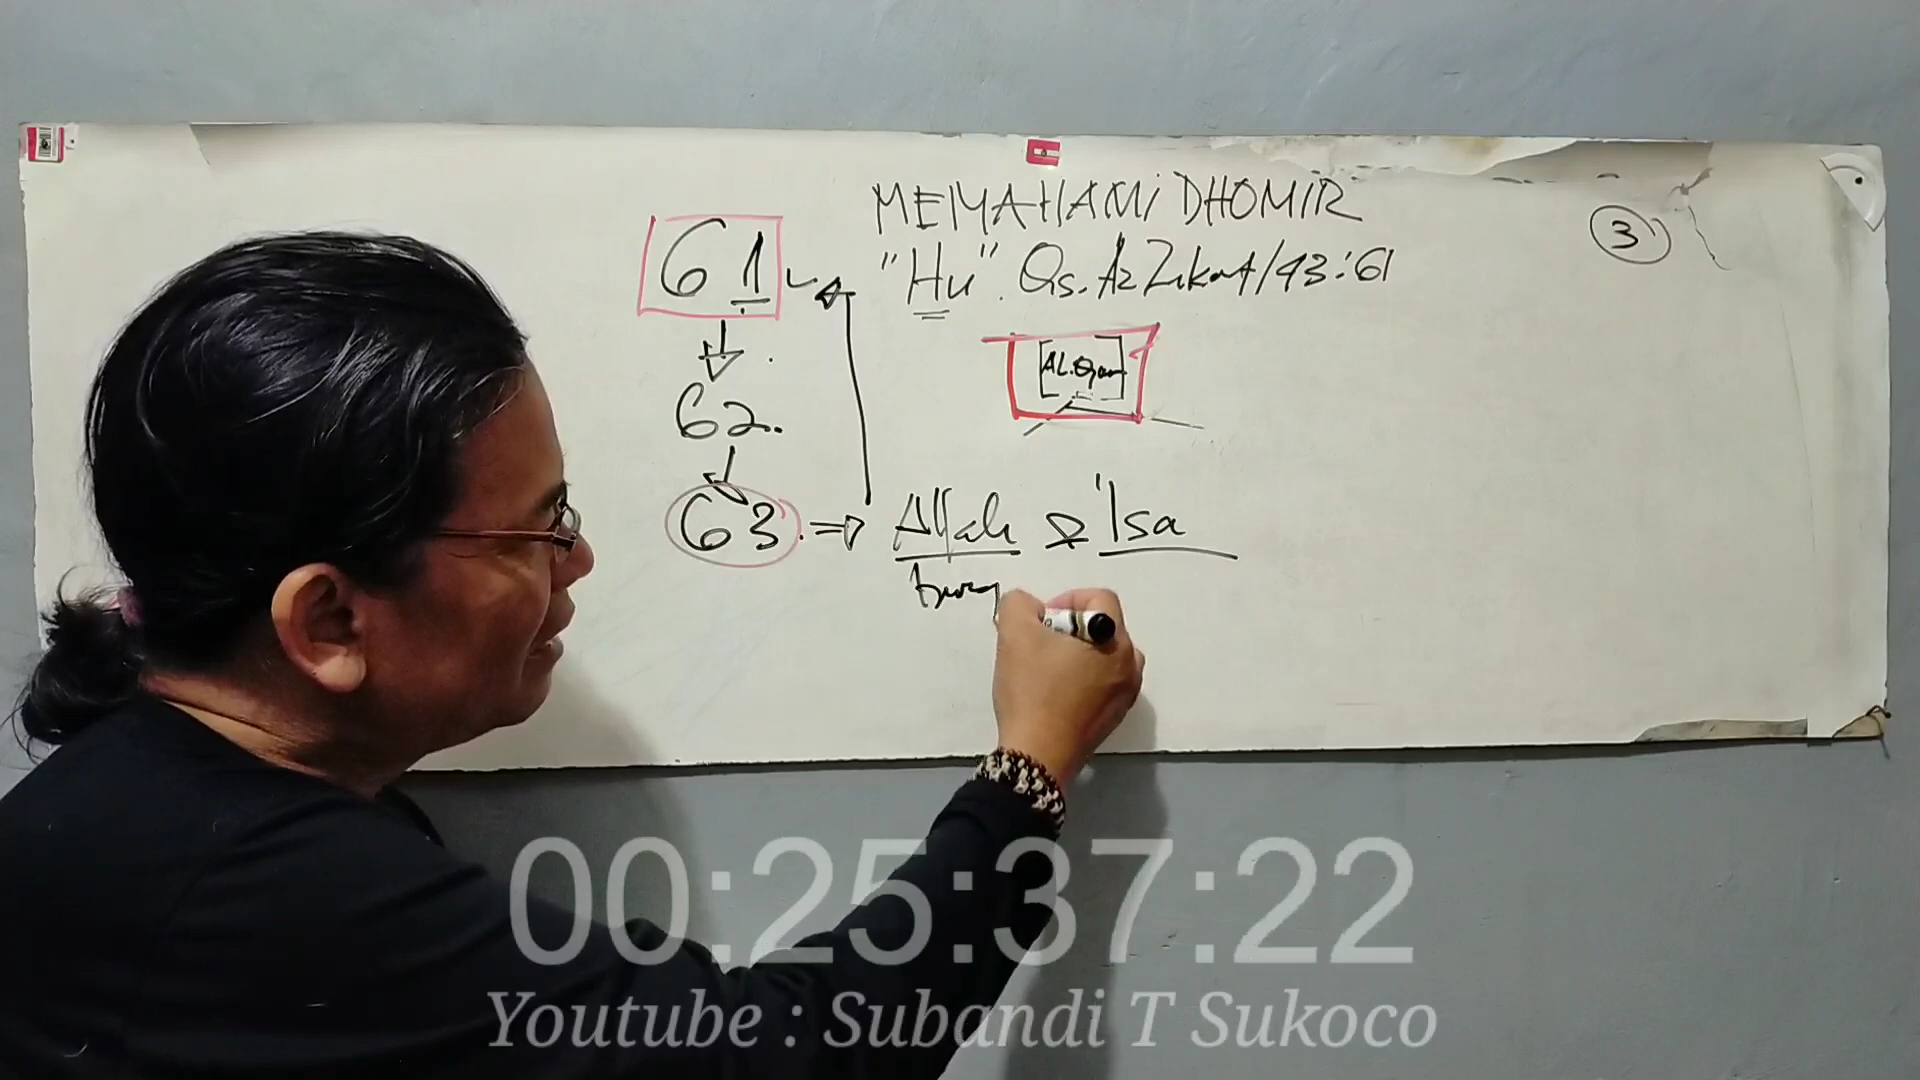 MEMAHAMI DHOMIR
"Hu". Qs. Az Zukhruf/43:61
3
61
62
63 => Allah & 'Isa
00:25:37:22
Youtube : Subandi T Sukoco